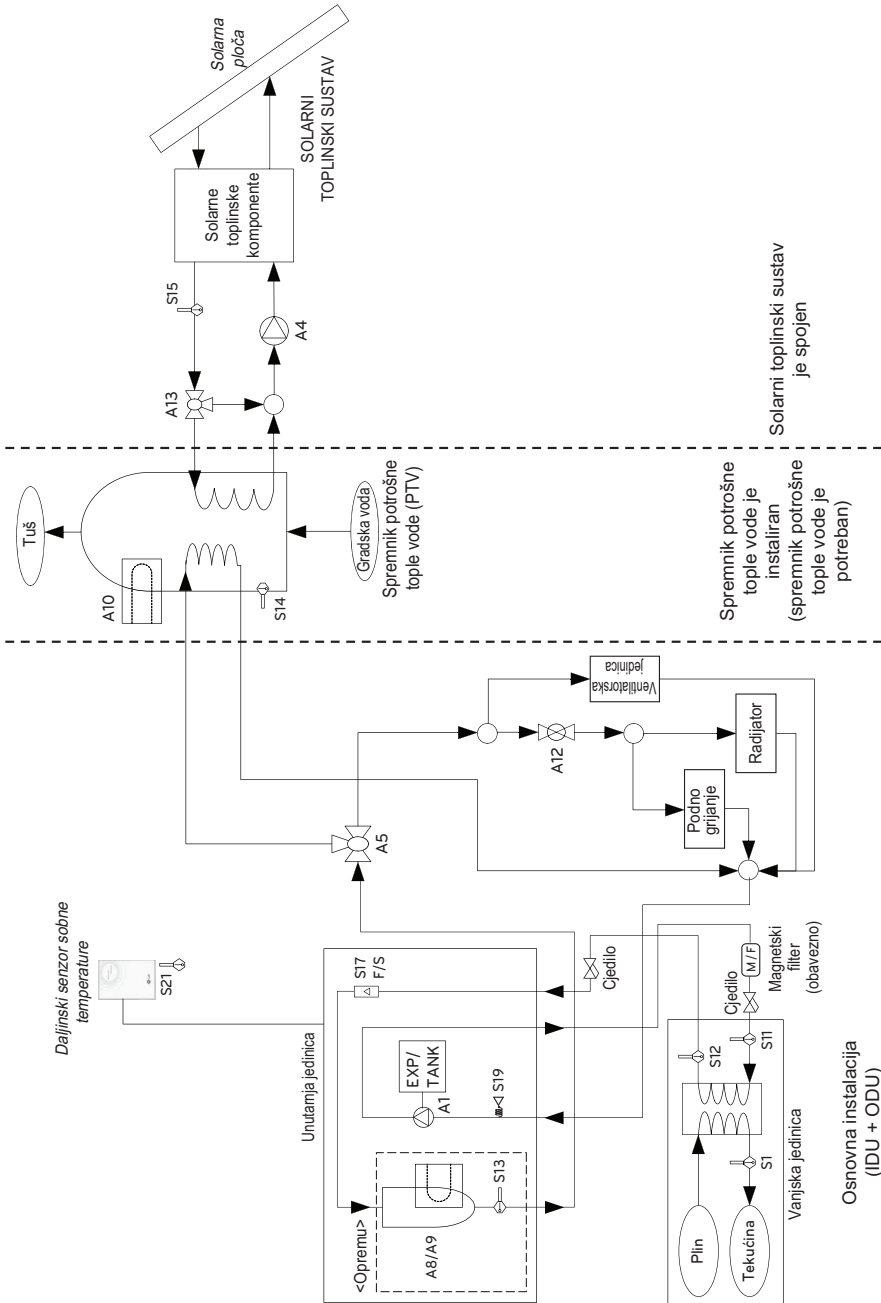 Solarna
ploča
SOLARNI
TOPLINSKI SUSTAV
Solarne
toplinske
komponente
S15
A4
A13
Solarni toplinski sustav
je spojen
Tuš
A10
S14
Gradska voda
Spremnik potrošne
tople vode (PTV)
Spremnik potrošne
tople vode je
instaliran
(spremnik potrošne
tople vode je
potreban)
Ventilatorska
jedinica
A12
Radijator
Podno
grijanje
A5
Daljinski senzor sobne
temperature
S21
Unutarnja jedinica
S17
F/S
Cjedilo
EXP/
TANK
A1
S19
<Opremu>
A8/A9
S13
Cjedilo
M / F
Magnetski
filter
(obavezno)
S12
S11
S1
Plin
Tekućina
Vanjska jedinica
Osnovna instalacija
(IDU + ODU)